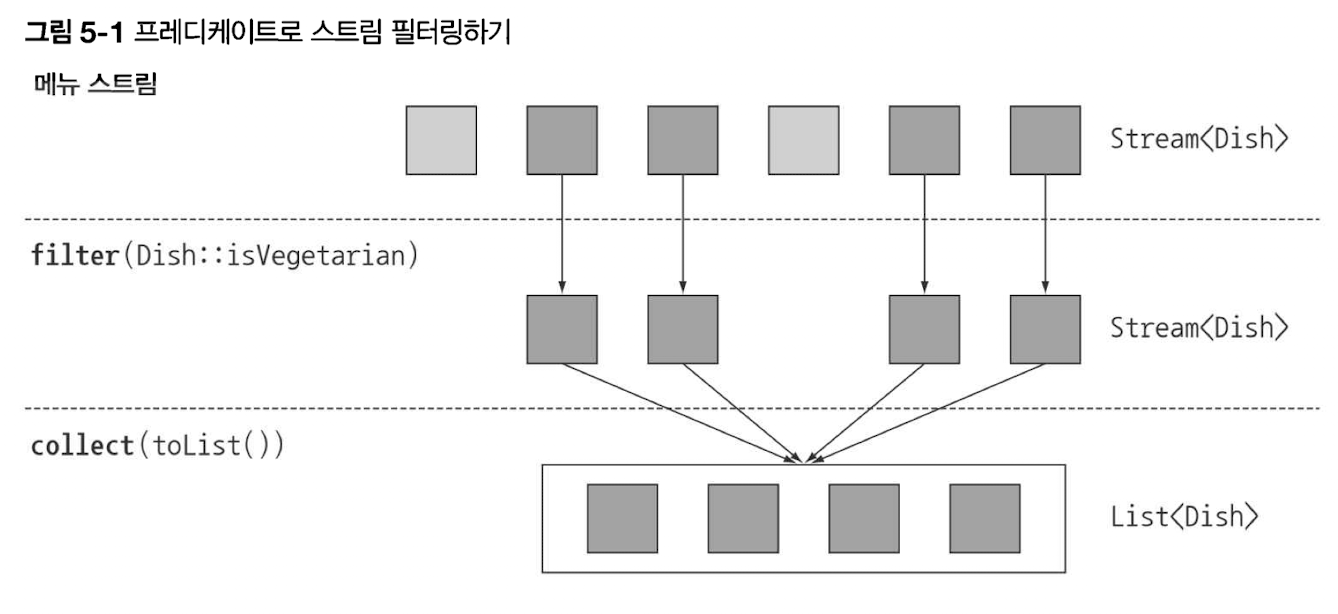 그림 5-1 프레디케이트로 스트림 필터링하기
메뉴 스트림
Stream<Dish>
filter(Dish::isVegetarian)
Stream<Dish>
collect(toList())
List<Dish>